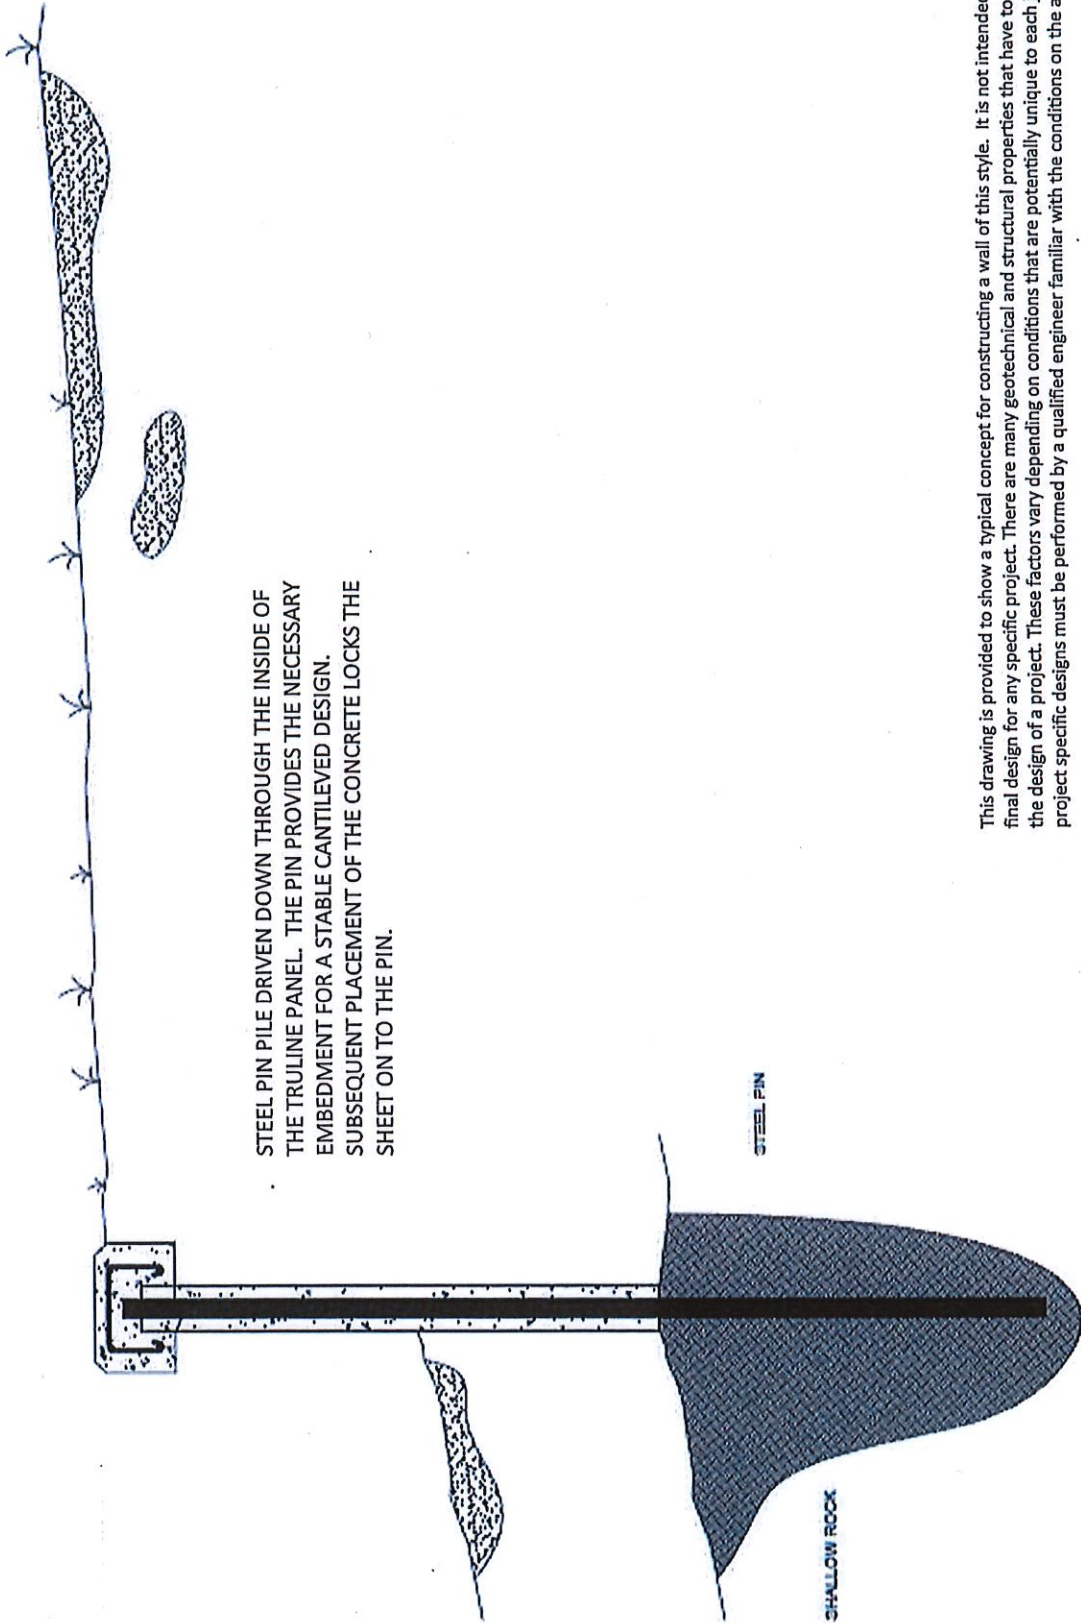 STEEL PIN PILE DRIVEN DOWN THROUGH THE INSIDE OF
THE TRULINE PANEL. THE PIN PROVIDES THE NECESSARY
EMBEDMENT FOR A STABLE CANTILEVED DESIGN.
SUBSEQUENT PLACEMENT OF THE CONCRETE LOCKS THE
SHEET ON TO THE PIN.
STEEL PIN
SHALLOW ROCK
This drawing is provided to show a typical concept for constructing a wall of this style. It is not intended
final design for any specific project. There are many geotechnical and structural properties that have to
the design of a project. These factors vary depending on conditions that are potentially unique to each
project specific designs must be performed by a qualified engineer familiar with the conditions on the